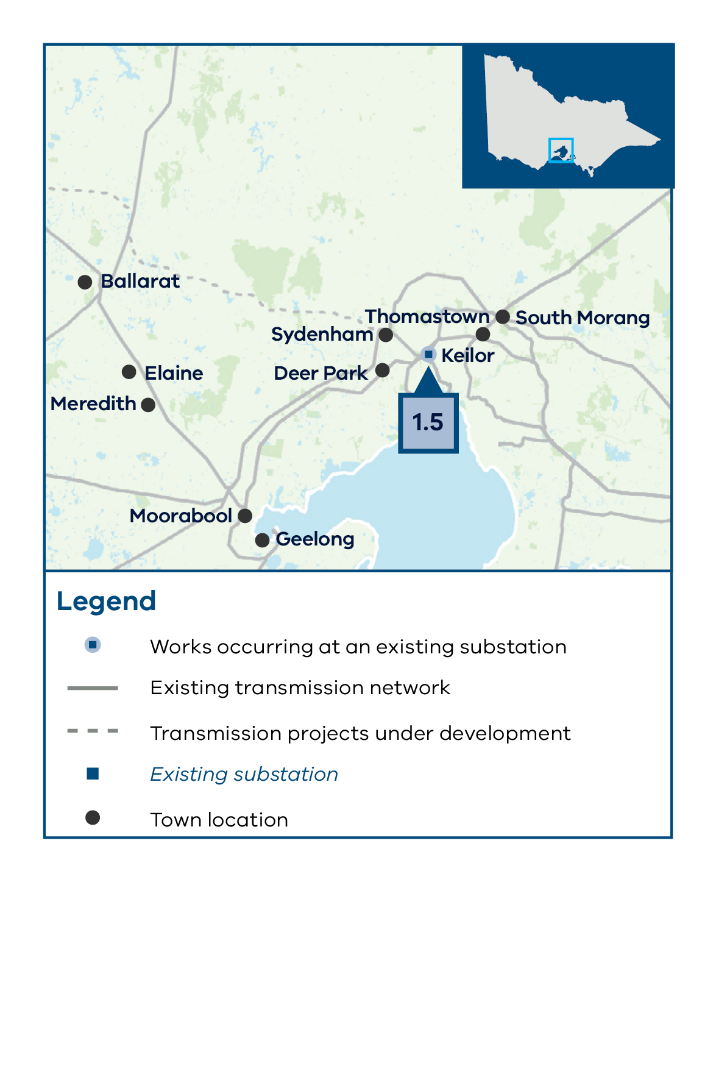 Ballarat
Thomastown
South Morang
Sydenham
Keilor
Elaine
Deer Park
Meredith
1.5
Moorabool
Geelong
Legend
Works occurring at an existing substation
Existing transmission network
Transmission projects under development
Existing substation
Town location